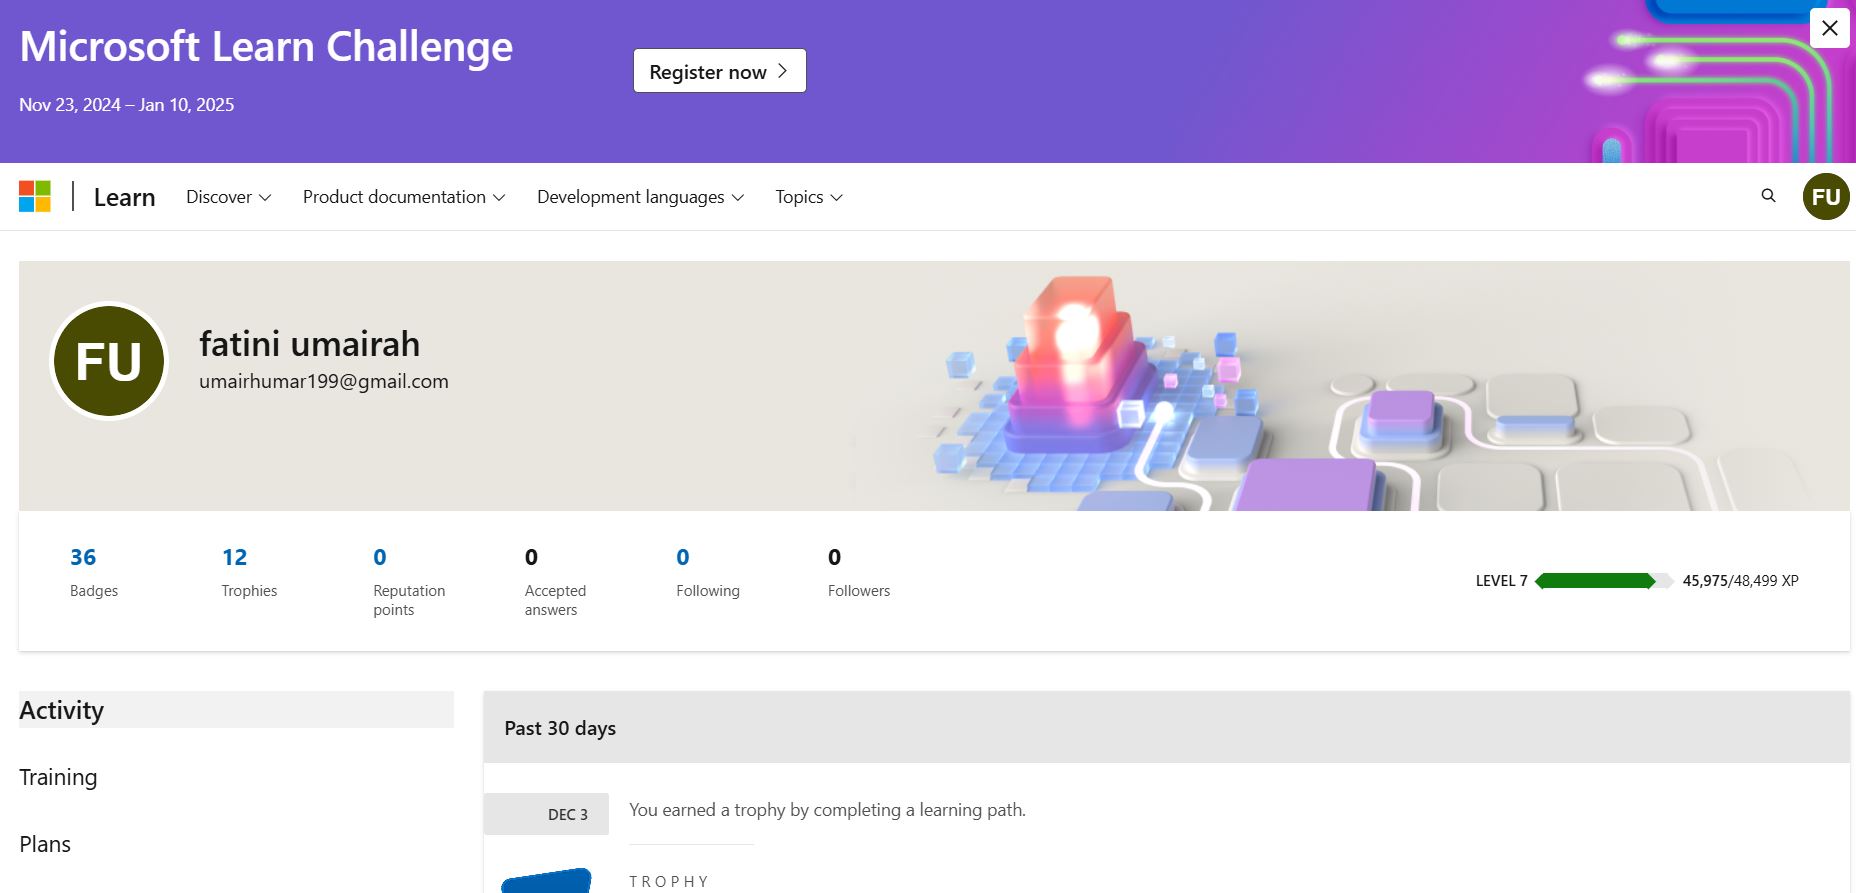 Microsoft Learn Challenge
Register now
Nov 23, 2024 – Jan 10, 2025
Learn
Discover
Product documentation
Development languages
Topics
FU
FU
fatini umairah
umairhumar199@gmail.com
36
Badges
12
Trophies
0
Reputation
points
0
Accepted
answers
0
Following
0
Followers
LEVEL 7
45,975/48,499 XP
Activity
Training
Plans
Past 30 days
DEC 3
You earned a trophy by completing a learning path.
TROPHY